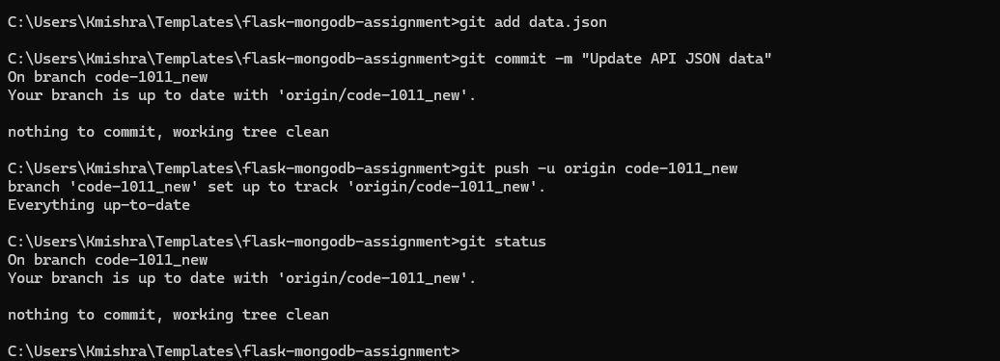 C:\Users\Kmishra\Templates\flask-mongodb-assignment>git add data.json
C:\Users\Kmishra\Templates\flask-mongodb-assignment>git commit -m "Update API JSON data"
On branch code-1011_new
Your branch is up to date with 'origin/code-1011_new'.
nothing to commit, working tree clean
C:\Users\Kmishra\Templates\flask-mongodb-assignment>git push -u origin code-1011_new
branch 'code-1011_new' set up to track 'origin/code-1011_new'.
Everything up-to-date
C:\Users\Kmishra\Templates\flask-mongodb-assignment>git status
On branch code-1011_new
Your branch is up to date with 'origin/code-1011_new'.
nothing to commit, working tree clean
C:\Users\Kmishra\Templates\flask-mongodb-assignment>